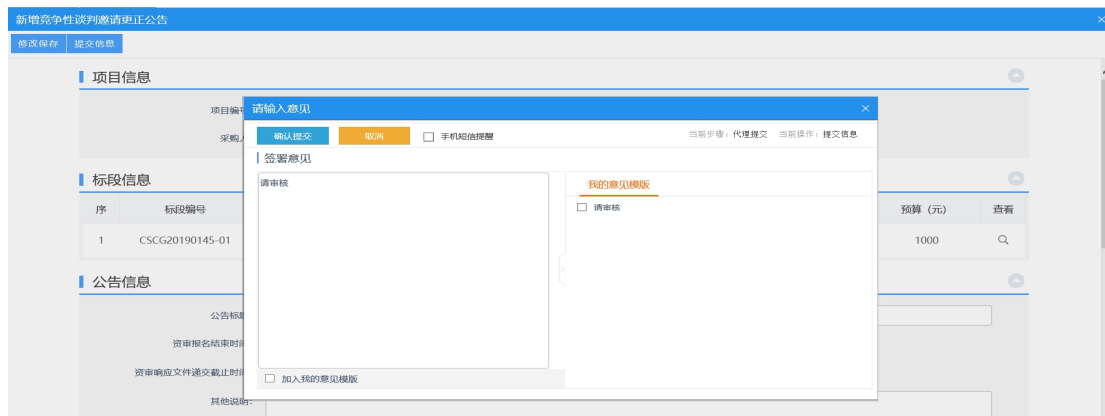 新增竞争性谈判邀请更正公告
修改保存 提交信息
项目信息
项目编号
采购人
请输入意见
确认提交 取消 手机短信提醒 当前步骤：代理提交 当前操作：提交信息
签署意见
请审核
我的意见模版
请审核
加入我的意见模版
标段信息
序 标段编号 预算（元） 查看
1 CSCG20190145-01 1000
公告信息
公告标题
资审报名结束时间
资审响应文件递交截止时间
其他说明：